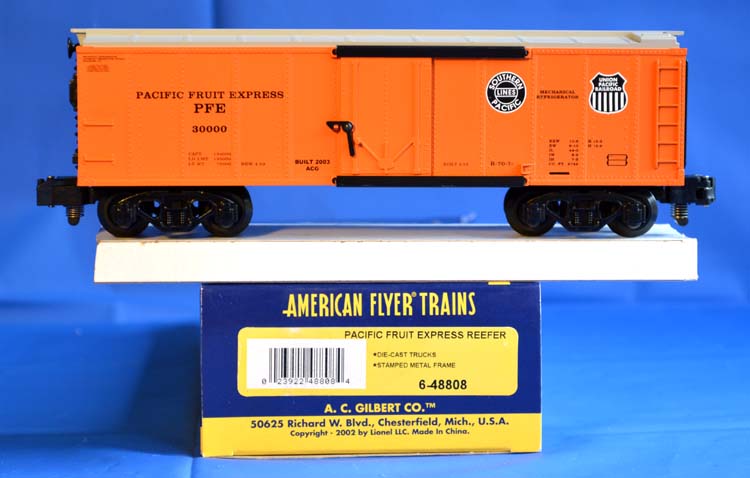 PACIFIC FRUIT EXPRESS
PFE
30000
BUILT 2003
ACG
SOUTHERN
LINES
PACIFIC
MECHANICAL
REFRIGERATOR
UNION
PACIFIC
RAILROAD
AMERICAN FLYER® TRAINS
PACIFIC FRUIT EXPRESS REEFER
*DIE-CAST TRUCKS
*STAMPED METAL FRAME
0 23922 48808 4
6-48808
A. C. GILBERT CO.™
50625 Richard W. Blvd., Chesterfield, Mich., U.S.A.
Copyright - 2002 by Lionel LLC. Made In China.